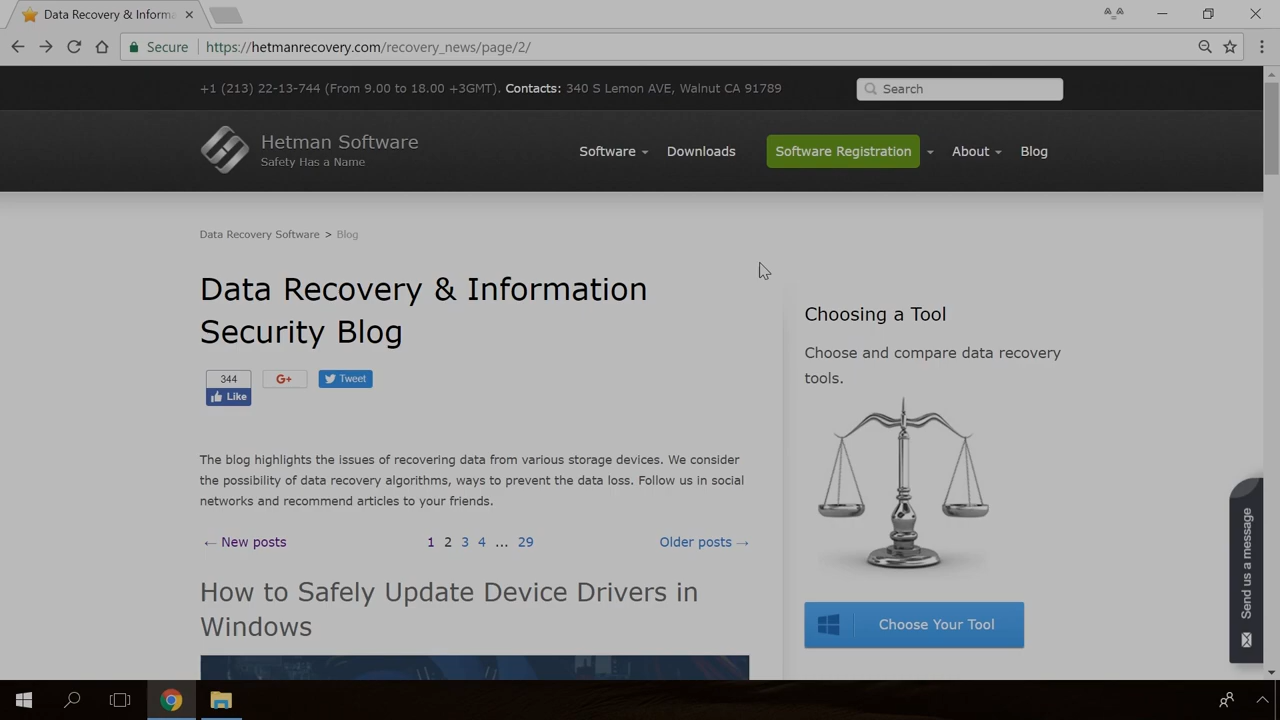 Data Recovery & Informa
Secure
https://hetmanrecovery.com/recovery_news/page/2/
+1 (213) 22-13-744 (From 9.00 to 18.00 +3GMT). Contacts: 340 S Lemon AVE, Walnut CA 91789
Search
Hetman Software
Safety Has a Name
Software
Downloads
Software Registration
About
Blog
Data Recovery Software > Blog
Data Recovery & Information
Security Blog
344
Like
G+
Tweet
The blog highlights the issues of recovering data from various storage devices. We consider
the possibility of data recovery algorithms, ways to prevent the data loss. Follow us in social
networks and recommend articles to your friends.
← New posts
1 2 3 4 ... 29
Older posts →
How to Safely Update Device Drivers in
Windows
Choosing a Tool
Choose and compare data recovery
tools.
Choose Your Tool
Send us a message